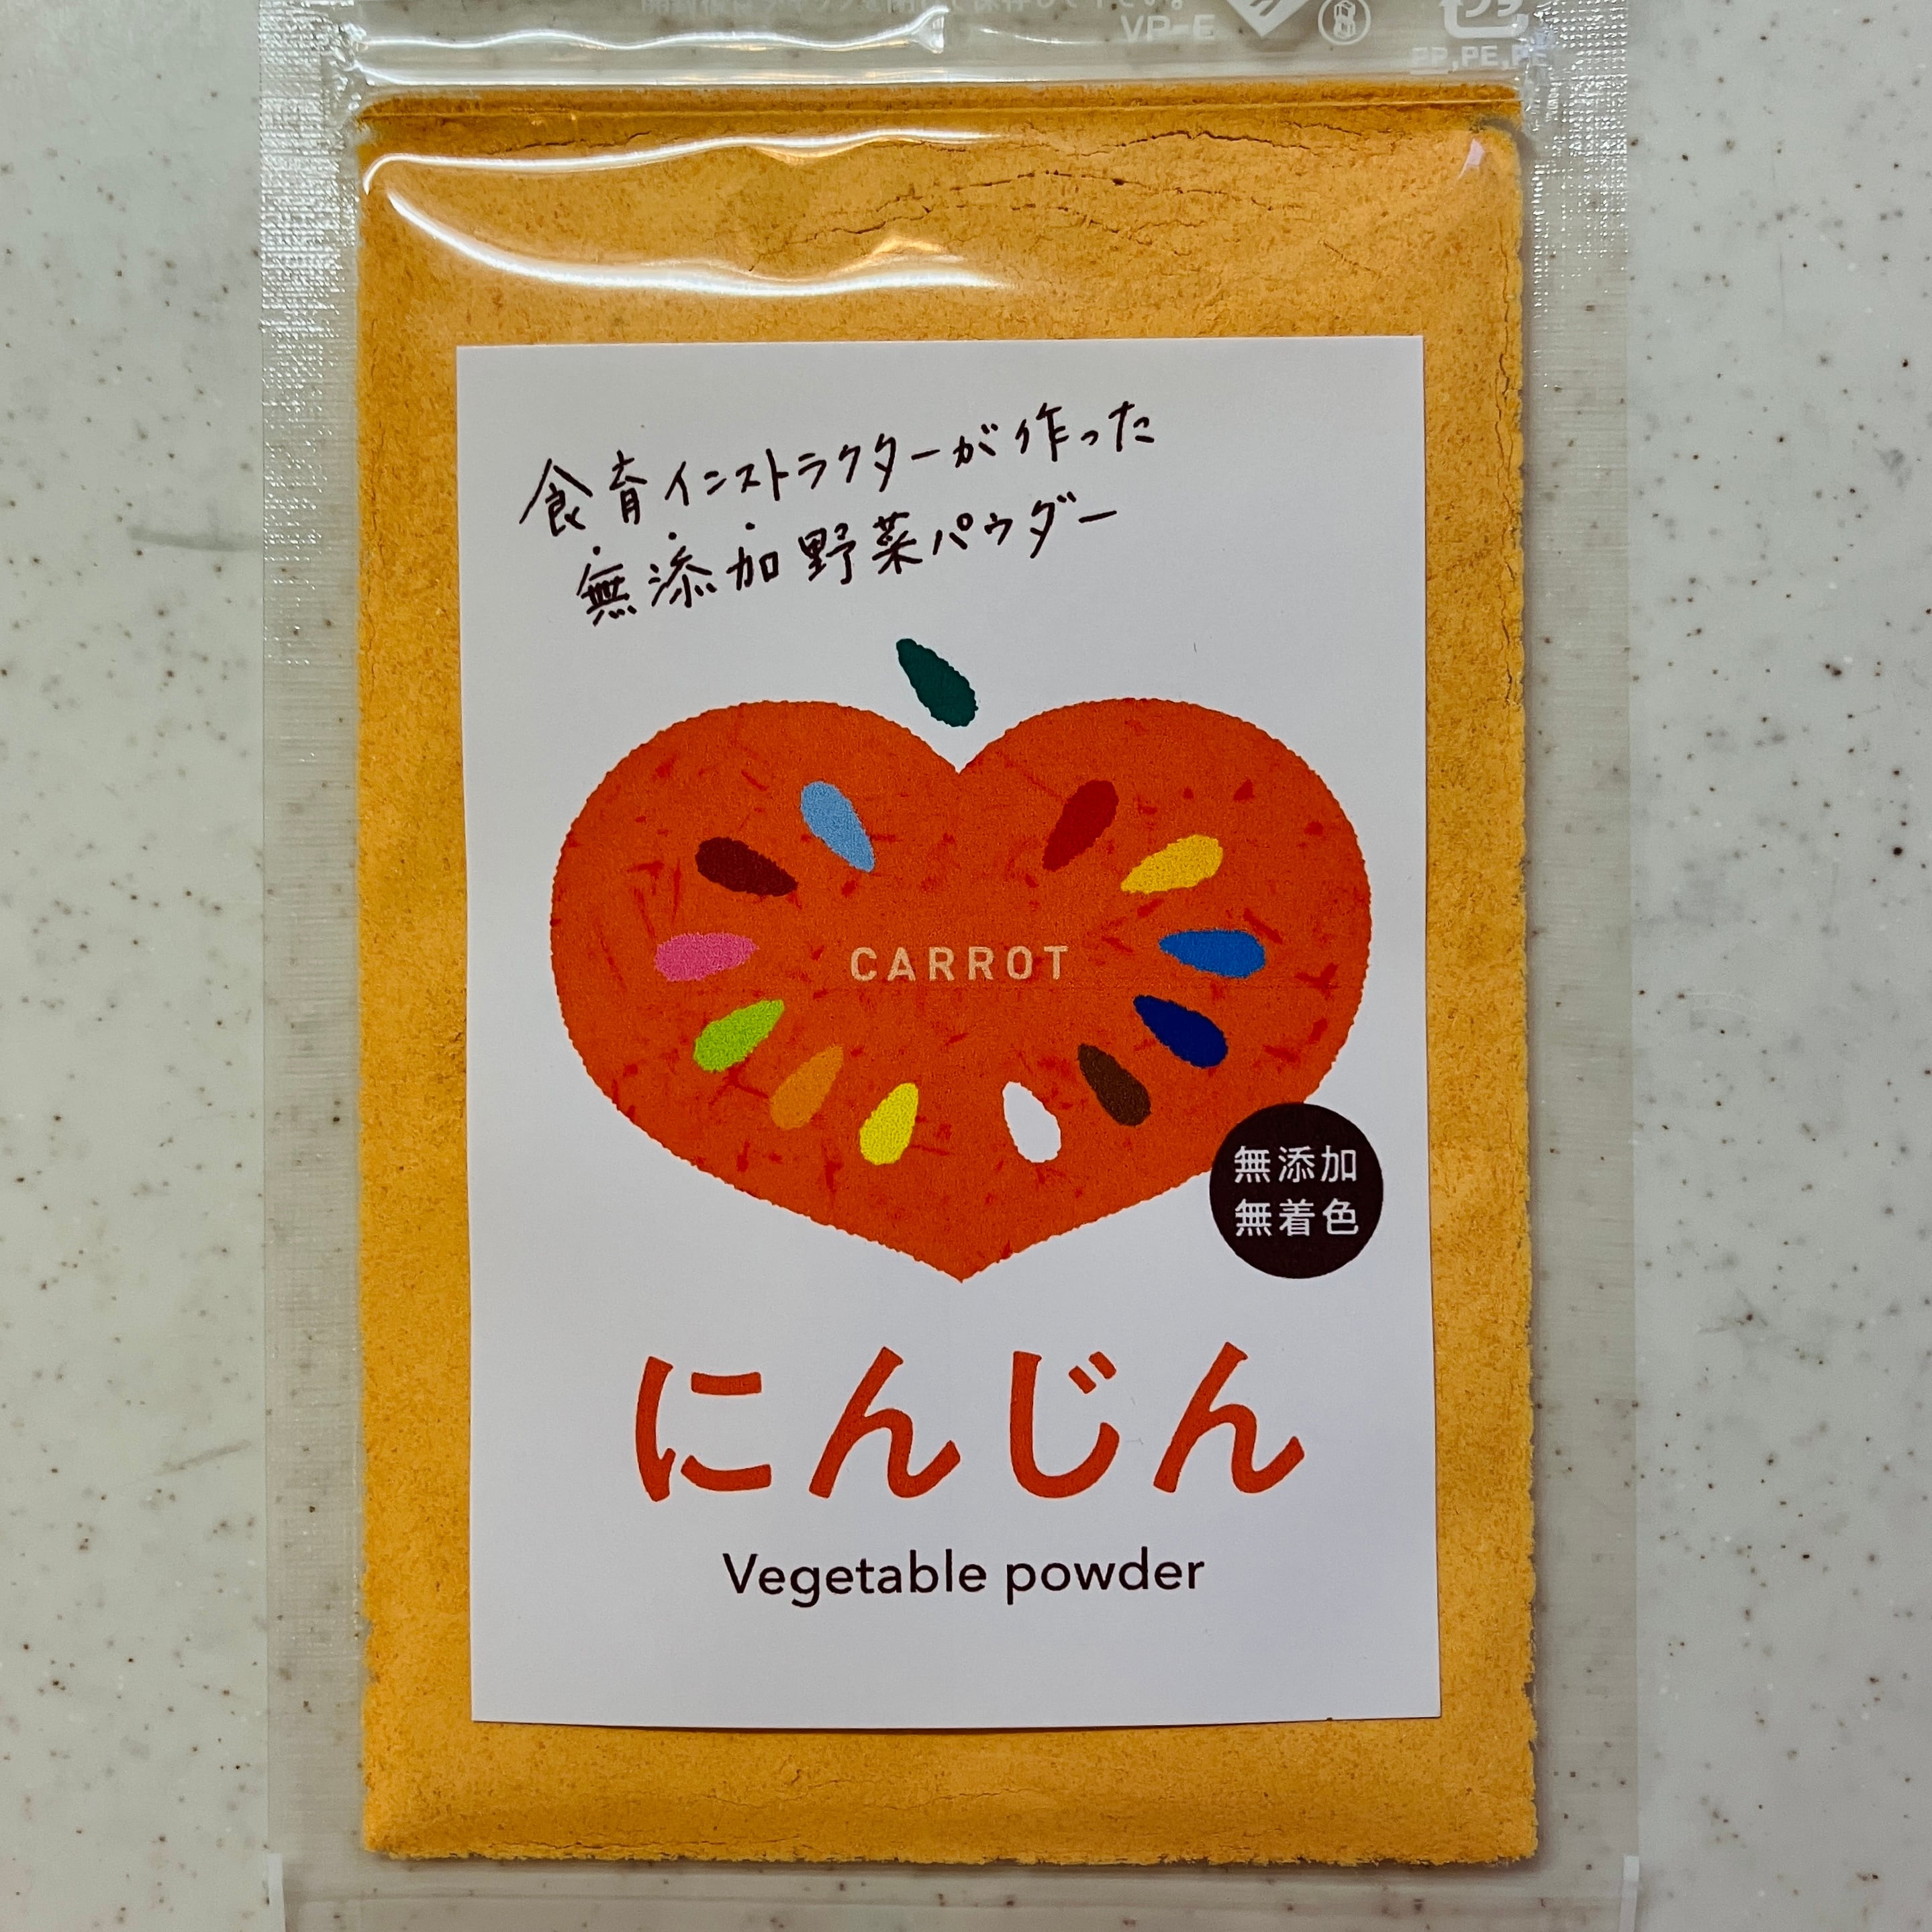 VP-E
PP,PE,PE
食育インストラクターが作った
無添加野菜パウダー
CARROT
無添加
無着色
にんじん
Vegetable powder